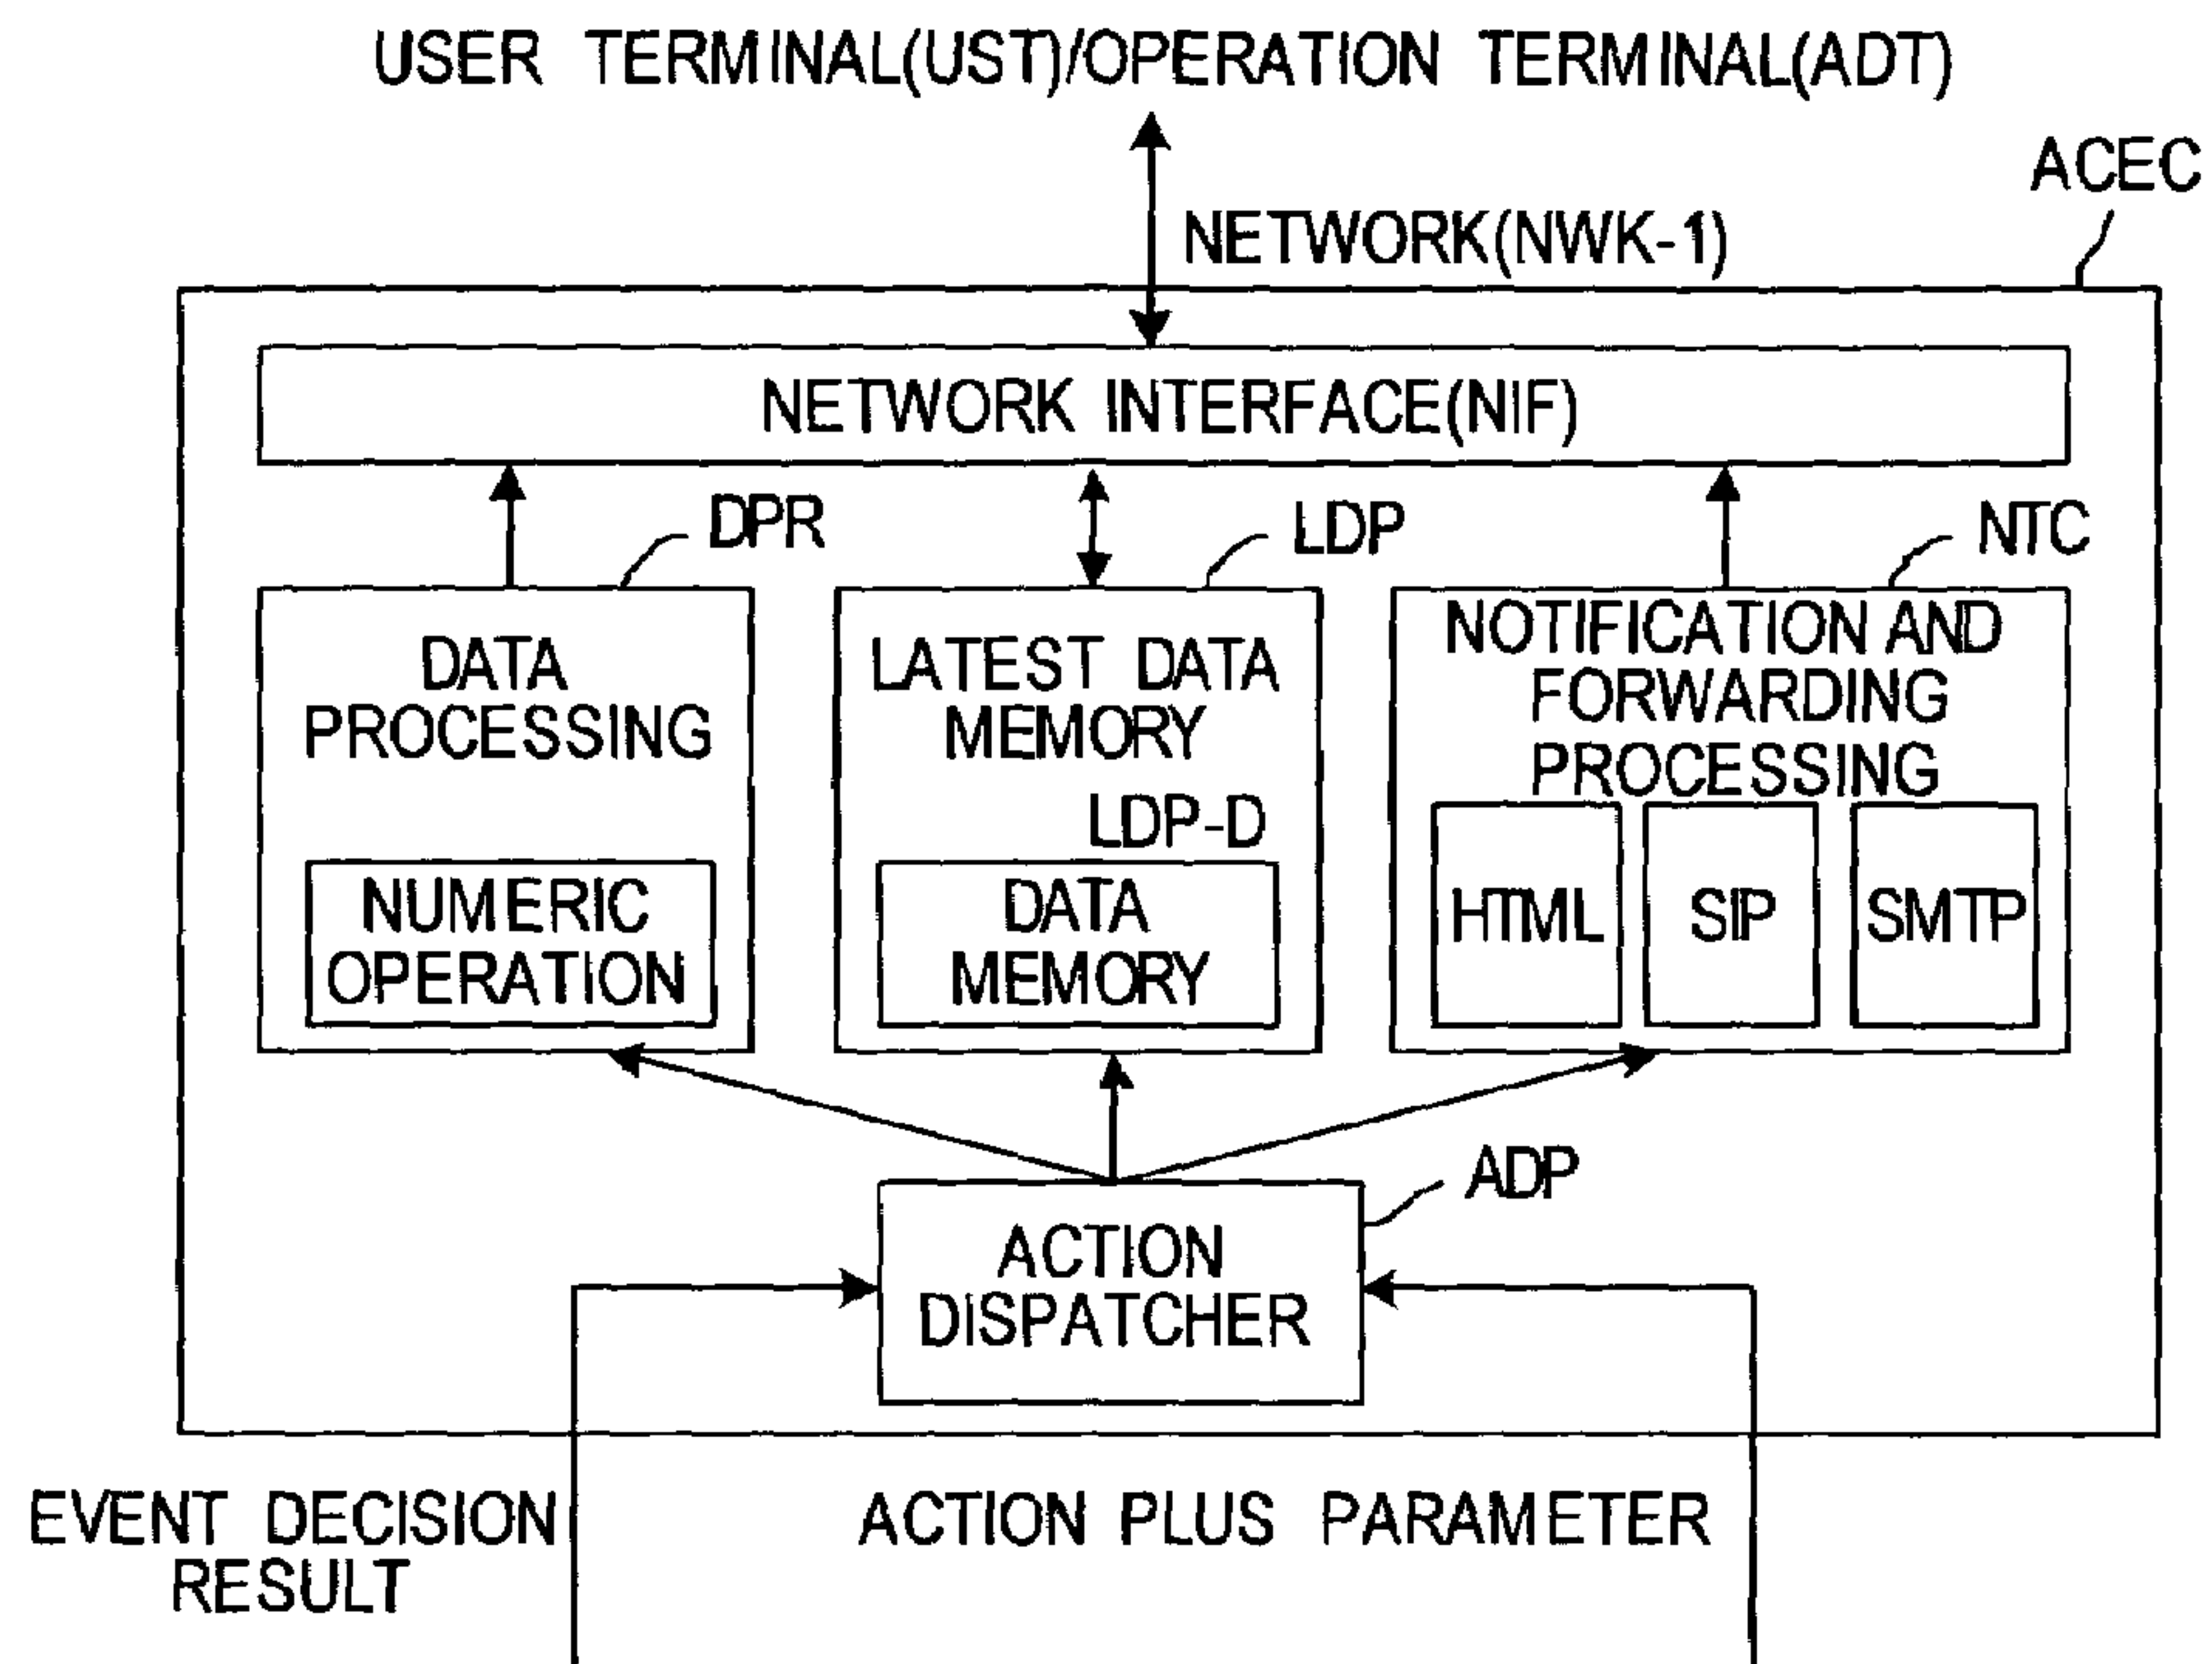 USER TERMINAL(UST)/OPERATION TERMINAL(ADT)
ACEC
NETWORK(NWK-1)
NETWORK INTERFACE(NIF)
DPR
LDP
NTC
DATA
PROCESSING
NUMERIC
OPERATION
LATEST DATA
MEMORY
LDP-D
DATA
MEMORY
NOTIFICATION AND
FORWARDING
PROCESSING
HTML
SIP
SMTP
ADP
ACTION
DISPATCHER
EVENT DECISION
RESULT
ACTION PLUS PARAMETER